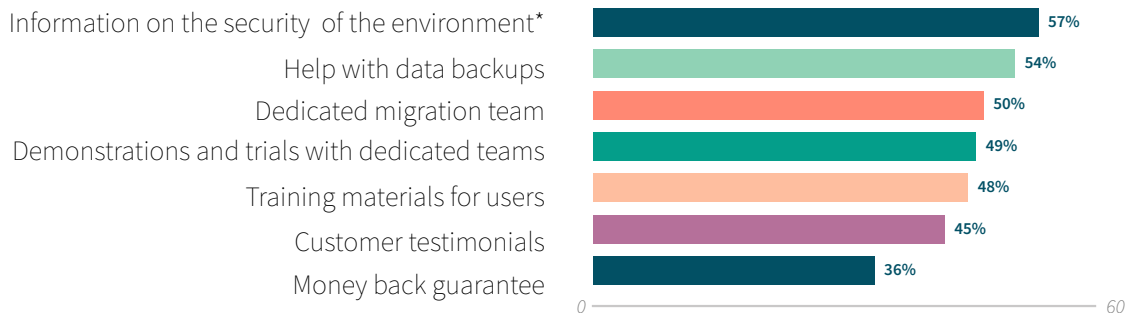 Information on the security of the environment* 57%
Help with data backups 54%
Dedicated migration team 50%
Demonstrations and trials with dedicated teams 49%
Training materials for users 48%
Customer testimonials 45%
Money back guarantee 36%
0 60